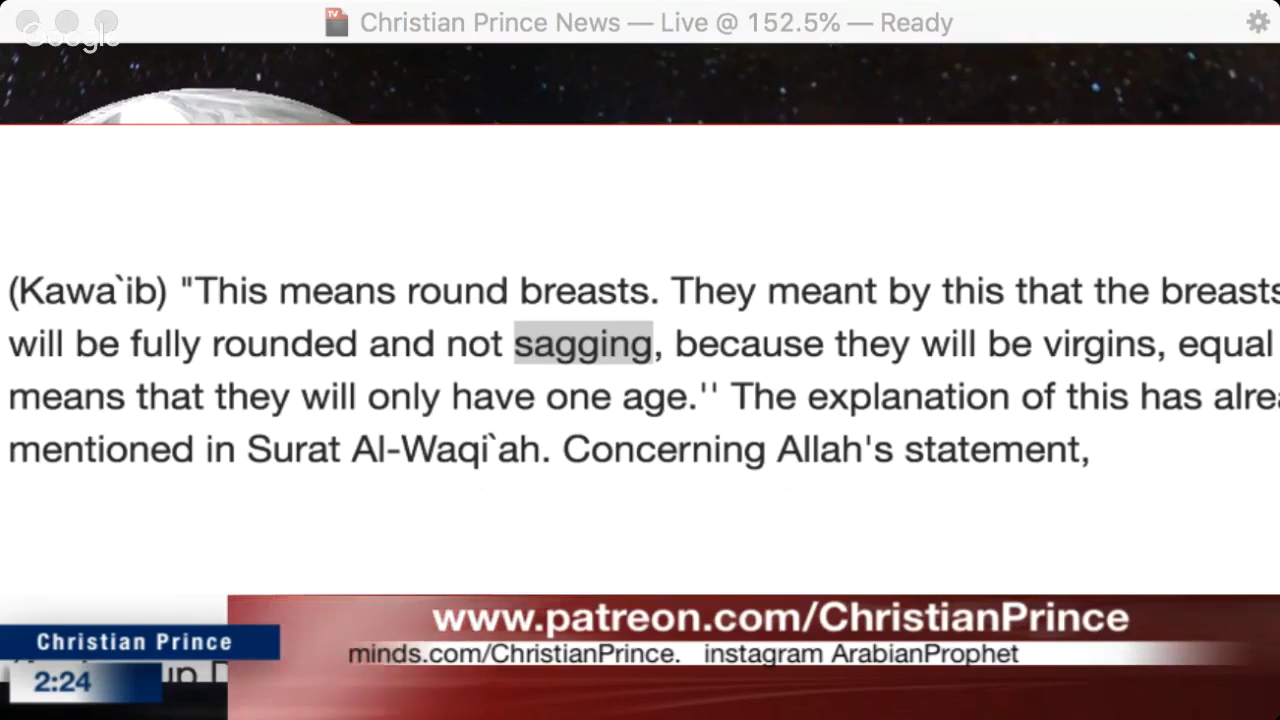 TV
Christian Prince News — Live @ 152.5% — Ready
Google
(Kawa`ib) "This means round breasts. They meant by this that the breasts
will be fully rounded and not sagging, because they will be virgins, equal
means that they will only have one age.'' The explanation of this has alrea
mentioned in Surat Al-Waqi`ah. Concerning Allah's statement,
www.patreon.com/ChristianPrince
Christian Prince
minds.com/ChristianPrince. instagram ArabianProphet
2:24